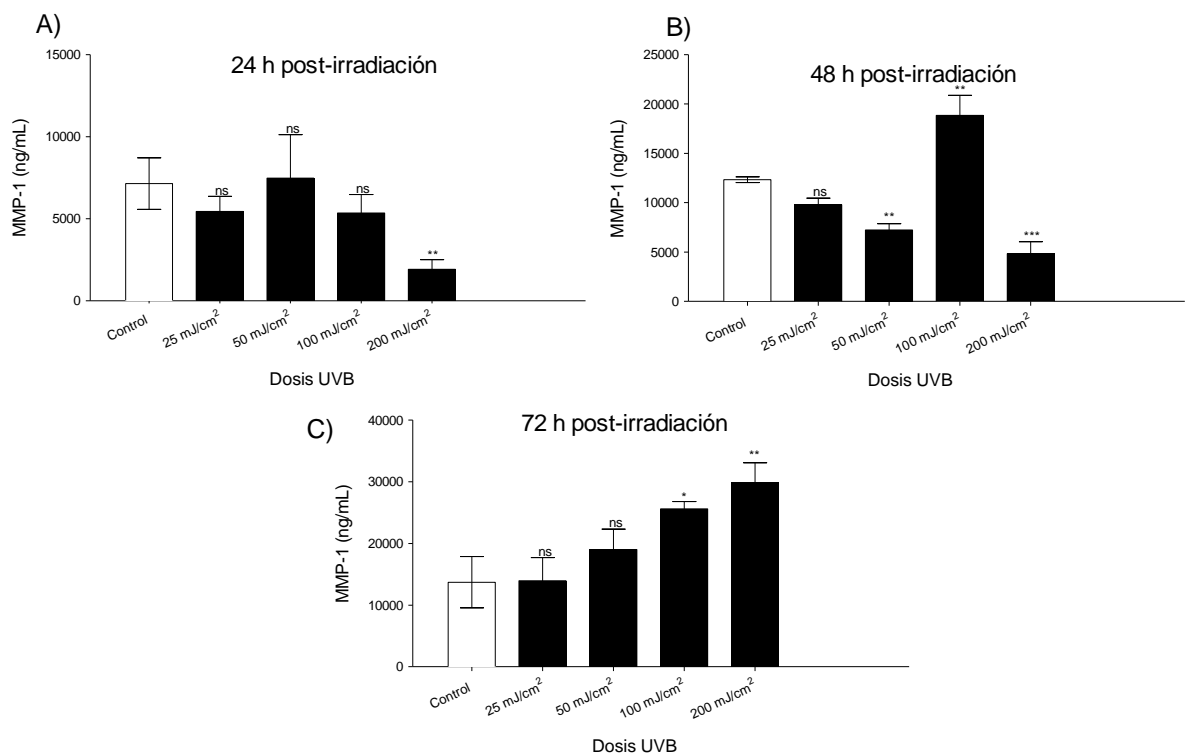 A)
24 h post-irradiación
15000
10000
5000
0
MMP-1 (ng/mL)
ns
ns
ns
**
Control
25 mJ/cm²
50 mJ/cm²
100 mJ/cm²
200 mJ/cm²
Dosis UVB
B)
48 h post-irradiación
25000
20000
15000
10000
5000
0
MMP-1 (ng/mL)
ns
**
**
***
Control
25 mJ/cm²
50 mJ/cm²
100 mJ/cm²
200 mJ/cm²
Dosis UVB
C)
72 h post-irradiación
40000
30000
20000
10000
0
MMP-1 (ng/mL)
ns
ns
*
**
Control
25 mJ/cm²
50 mJ/cm²
100 mJ/cm²
200 mJ/cm²
Dosis UVB